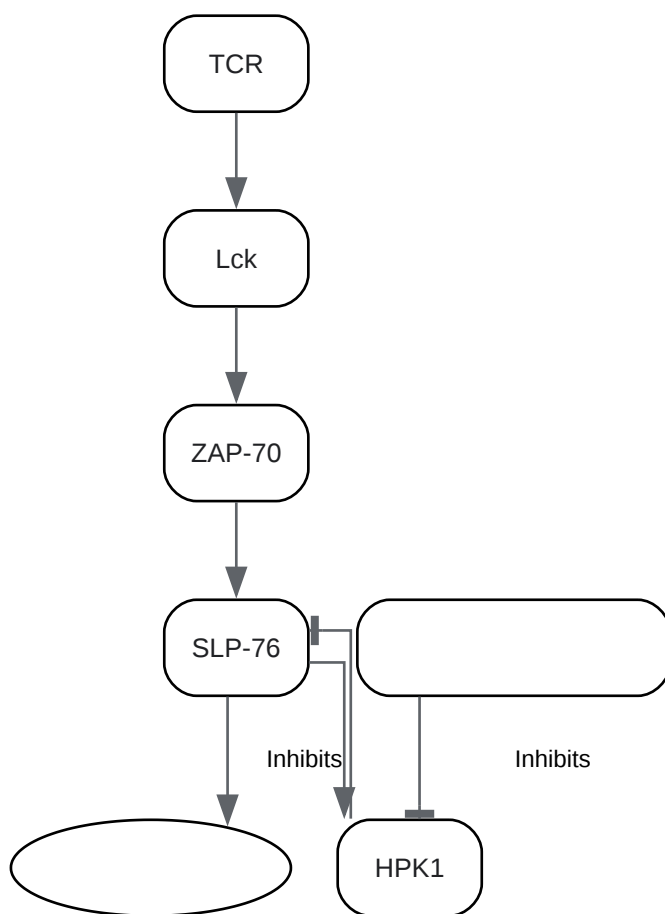 TCR
Lck
ZAP-70
SLP-76
Inhibits
Inhibits
HPK1